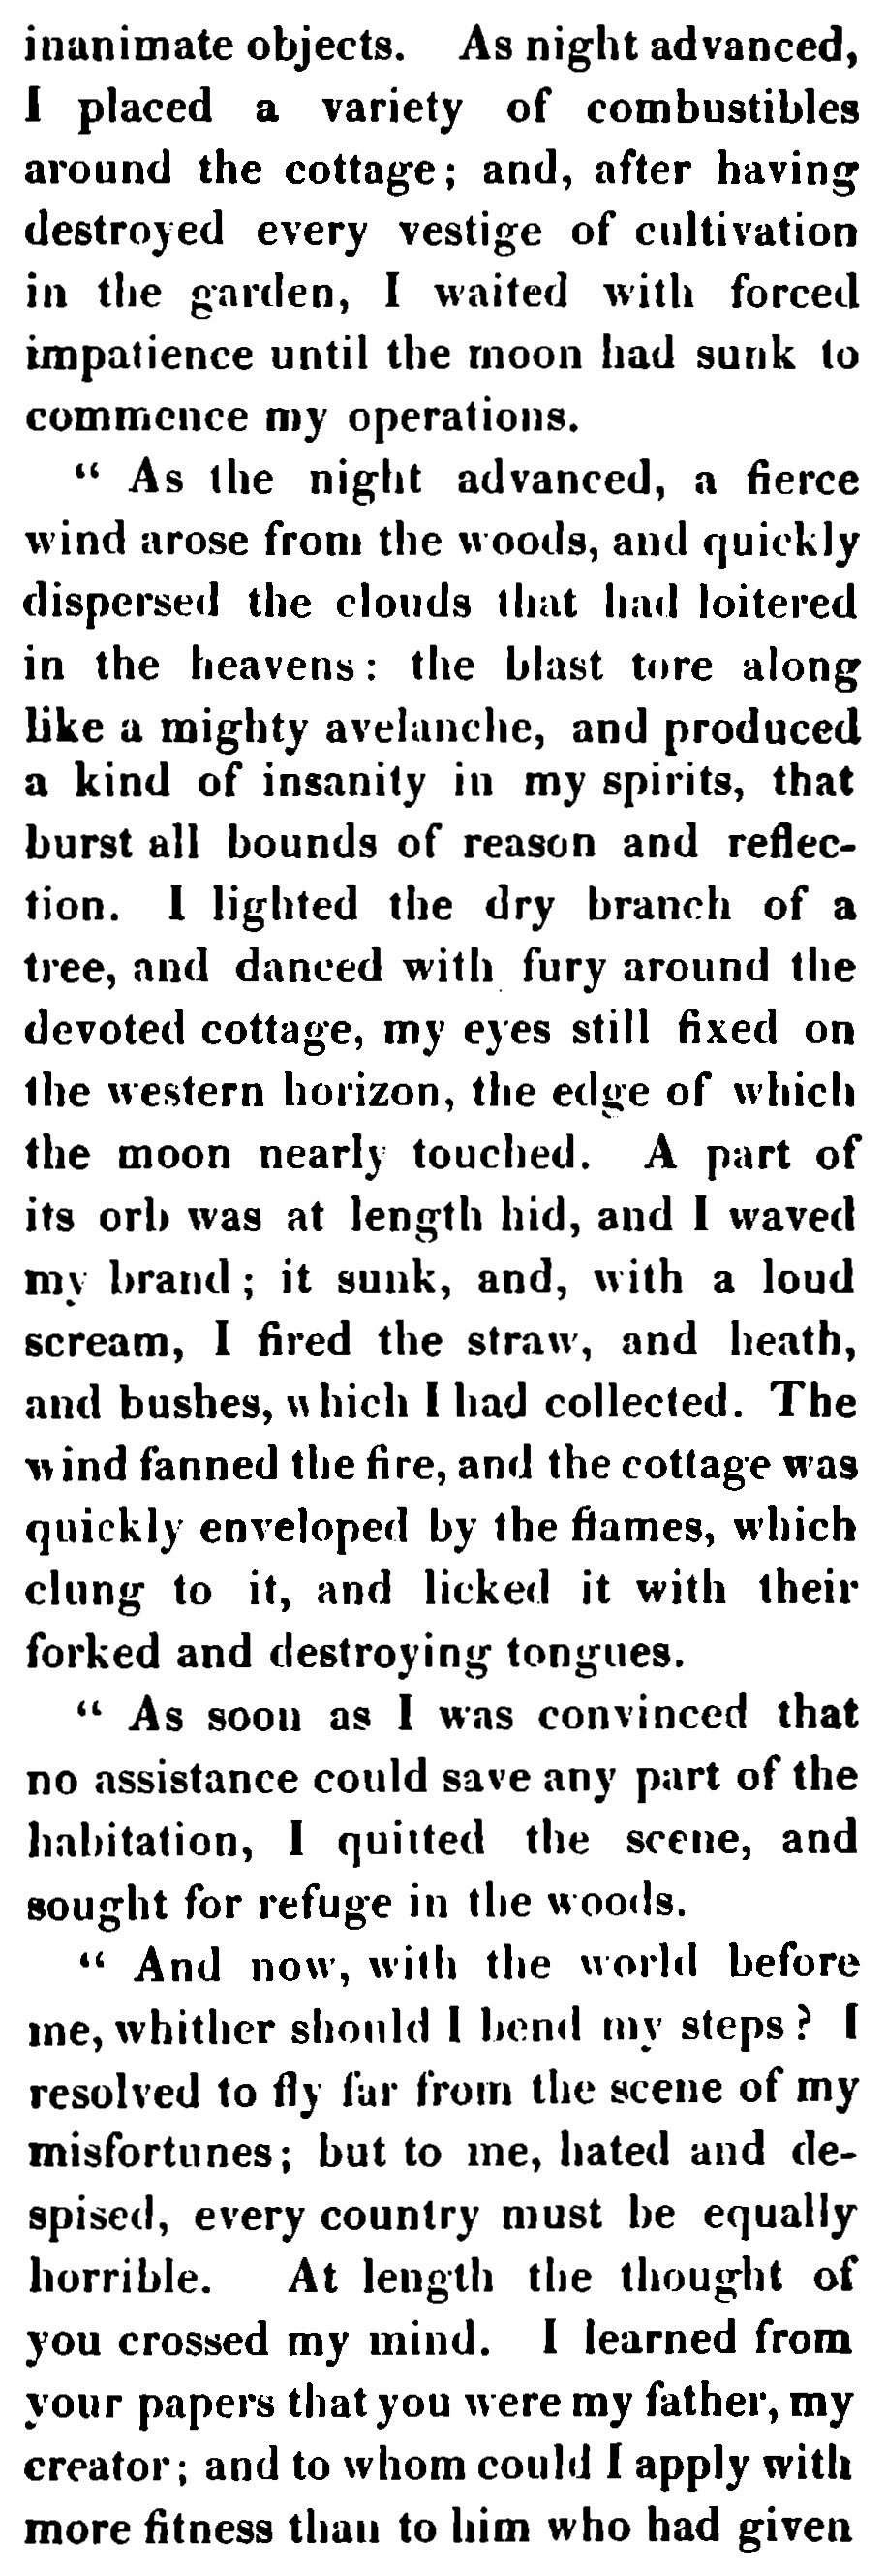 inanimate objects. As night advanced,
I placed a variety of combustibles
around the cottage; and, after having
destroyed every vestige of cultivation
in the garden, I waited with forced
impatience until the moon had sunk to
commence my operations.
“ As the night advanced, a fierce
wind arose from the woods, and quickly
dispersed the clouds that had loitered
in the heavens: the blast tore along
like a mighty avelanche, and produced
a kind of insanity in my spirits, that
burst all bounds of reason and reflec-
tion. I lighted the dry branch of a
tree, and danced with fury around the
devoted cottage, my eyes still fixed on
the western horizon, the edge of which
the moon nearly touched. A part of
its orb was at length hid, and I waved
my brand; it sunk, and, with a loud
scream, I fired the straw, and heath,
and bushes, which I had collected. The
wind fanned the fire, and the cottage was
quickly enveloped by the flames, which
clung to it, and licked it with their
forked and destroying tongues.
“ As soon as I was convinced that
no assistance could save any part of the
habitation, I quitted the scene, and
sought for refuge in the woods.
“ And now, with the world before
me, whither should I bend my steps? I
resolved to fly far from the scene of my
misfortunes; but to me, hated and de-
spised, every country must be equally
horrible. At length the thought of
you crossed my mind. I learned from
your papers that you were my father, my
creator; and to whom could I apply with
more fitness than to him who had given